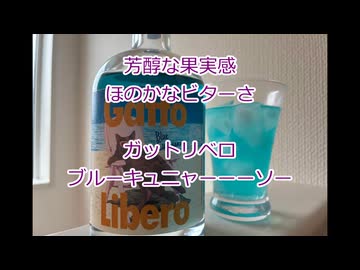 芳醇な果実感
ほのかなビターさ
Gatto
Blue
ガットリベロ
ブルーキュニャーーーソー
Libero